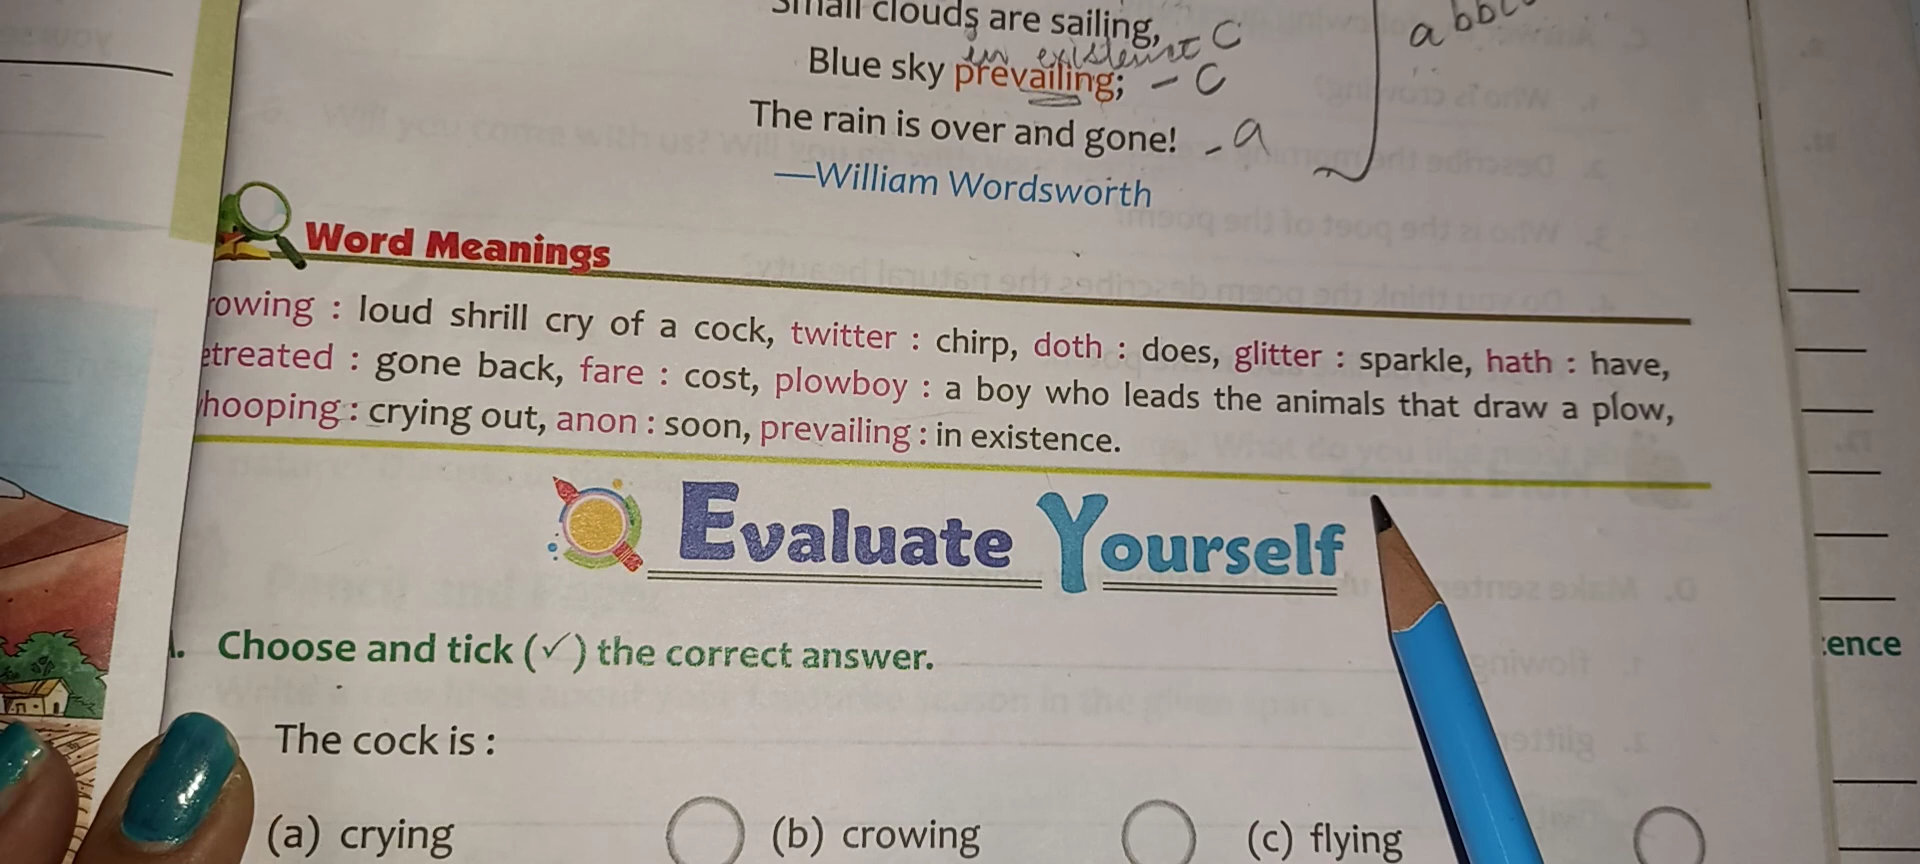 Small clouds are sailing, - C
in existence
Blue sky prevailing; - C
The rain is over and gone! - a
—William Wordsworth
Word Meanings
rowing : loud shrill cry of a cock, twitter : chirp, doth : does, glitter : sparkle, hath : have,
etreated : gone back, fare : cost, plowboy : a boy who leads the animals that draw a plow,
hooping : crying out, anon : soon, prevailing : in existence.
Evaluate Yourself
Choose and tick (✓) the correct answer.
The cock is :
(a) crying (b) crowing (c) flying
ence